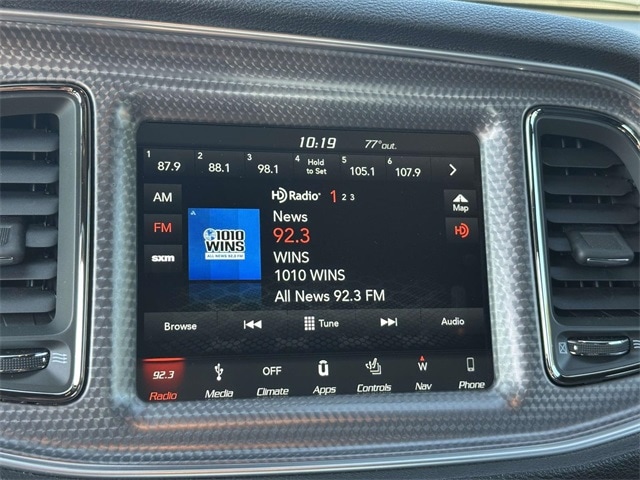 10:19 77°out.
1 87.9 2 88.1 3 98.1 4 Hold to Set 5 105.1 6 107.9
AM
HD Radio 1 2 3
Map
FM
1010
WINS
ALL NEWS 92.3 FM
News
92.3
HD
sxm
WINS
1010 WINS
All News 92.3 FM
Browse Tune Audio
92.3 OFF W
Radio Media Climate Apps Controls Nav Phone